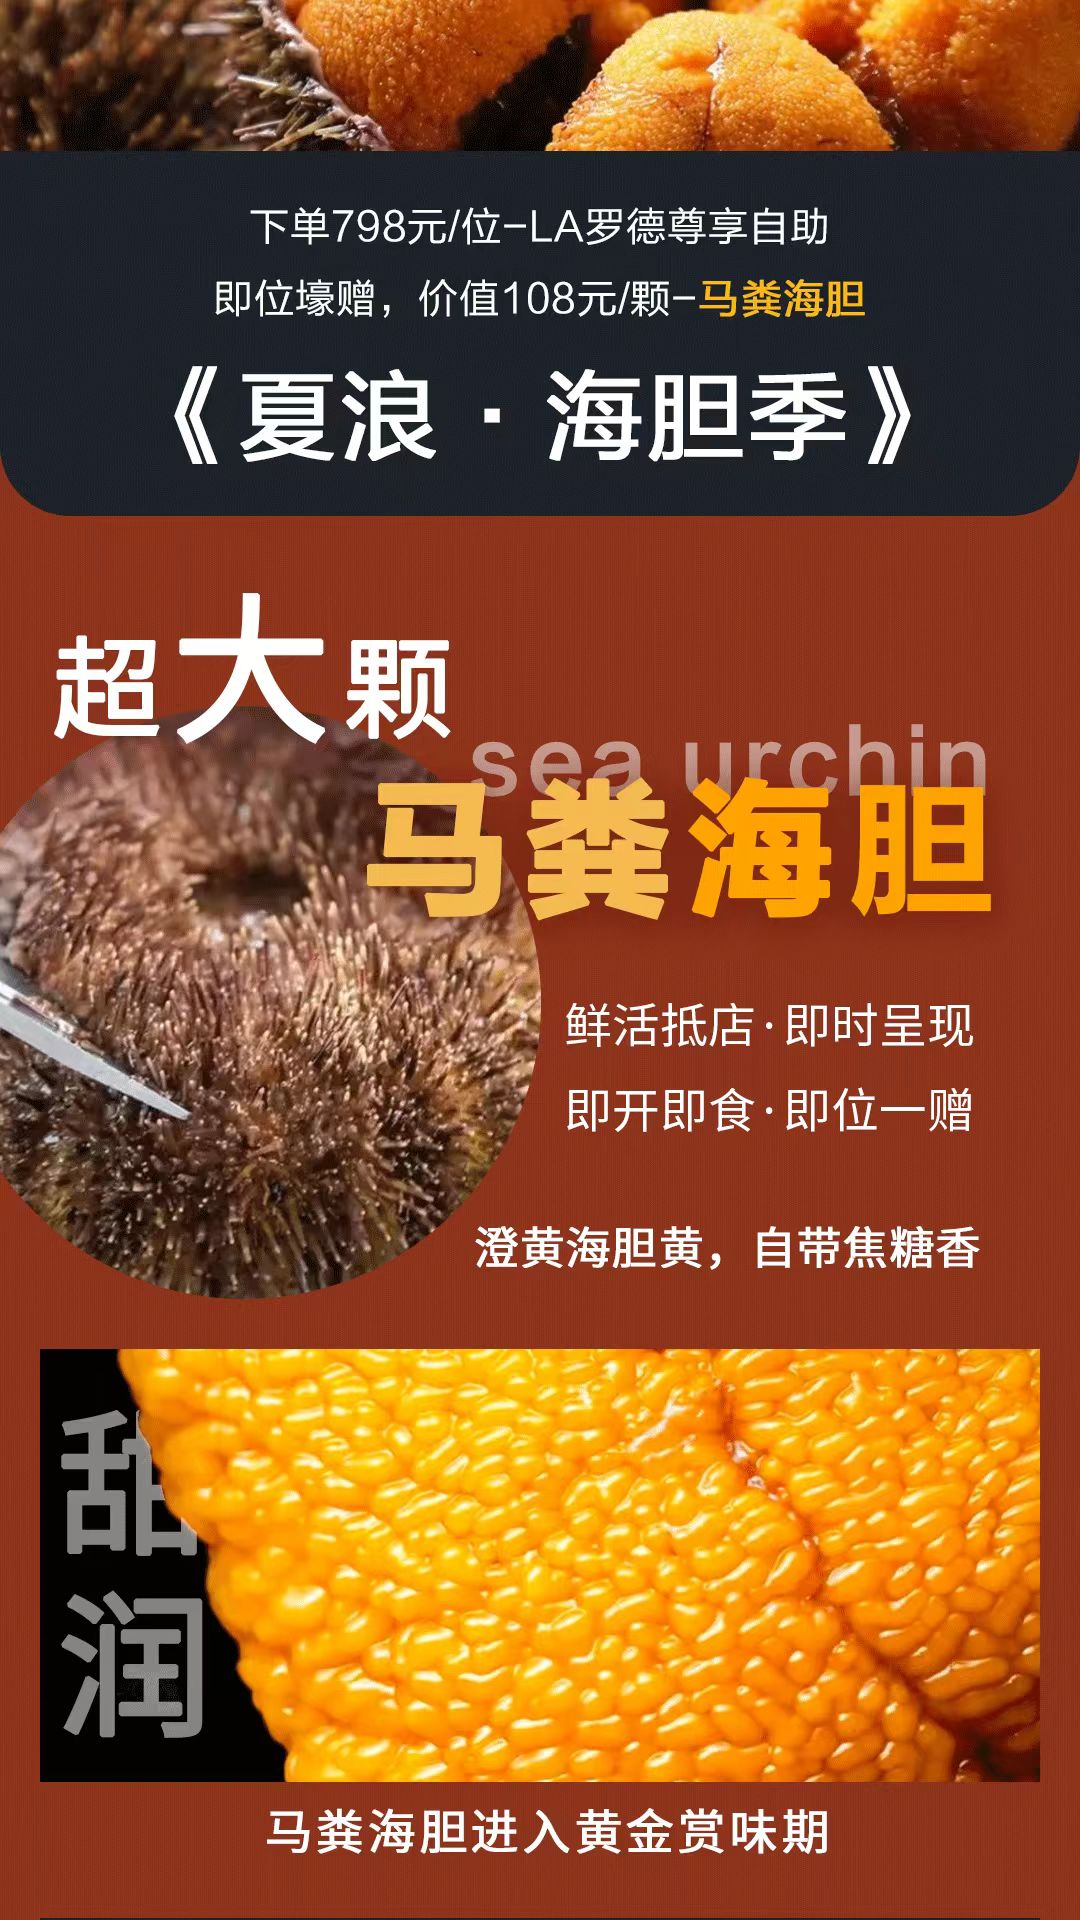 下单798元/位-LA罗德尊享自助
即位壕赠，价值108元/颗-马粪海胆
《夏浪·海胆季》
超大颗
sea urchin
马粪海胆
鲜活抵店·即时呈现
即开即食·即位一赠
澄黄海胆黄，自带焦糖香
甜
润
马粪海胆进入黄金赏味期